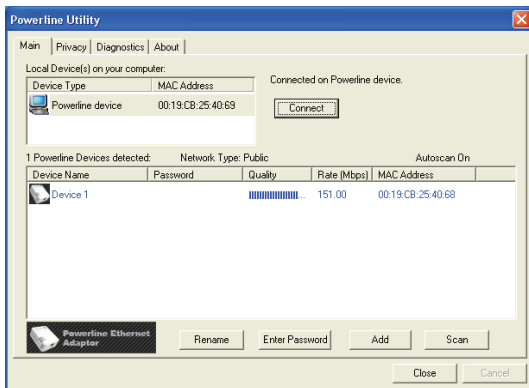 Powerline Utility
Main Privacy Diagnostics About
Local Device(s) on your computer:
Device Type MAC Address
Powerline device 00:19:CB:25:40:69
Connected on Powerline device.
Connect
1 Powerline Devices detected: Network Type: Public Autoscan On
Device Name Password Quality Rate (Mbps) MAC Address
Device 1 ... 151.00 00:19:CB:25:40:68
Powerline Ethernet
Adaptor
Rename Enter Password Add Scan
Close Cancel